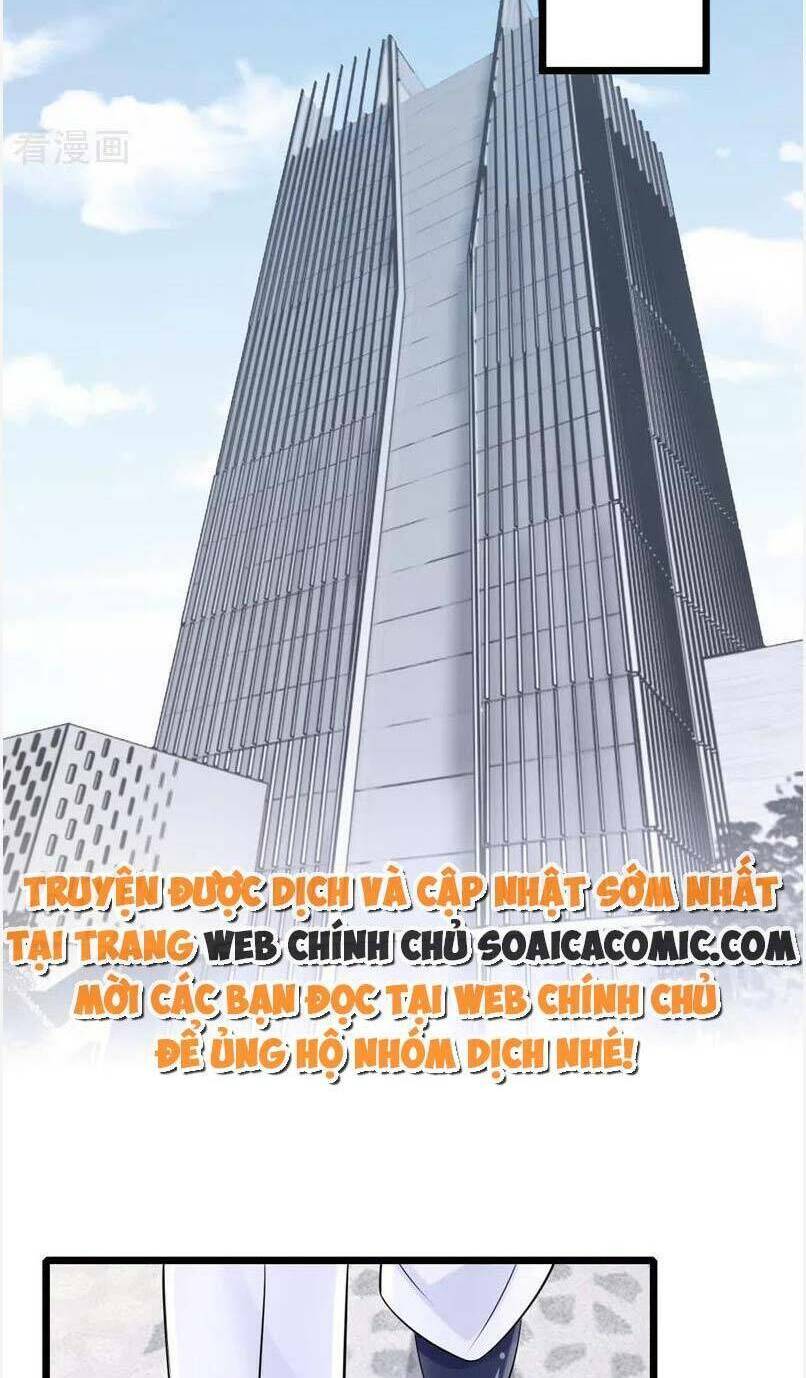 看漫画
TRUYỆN ĐƯỢC DỊCH VÀ CẬP NHẬT SỚM NHẤT
TẠI TRANG WEB CHÍNH CHỦ SOAICACOMIC.COM
MỜI CÁC BẠN ĐỌC TẠI WEB CHÍNH CHỦ
ĐỂ ỦNG HỘ NHÓM DỊCH NHÉ!